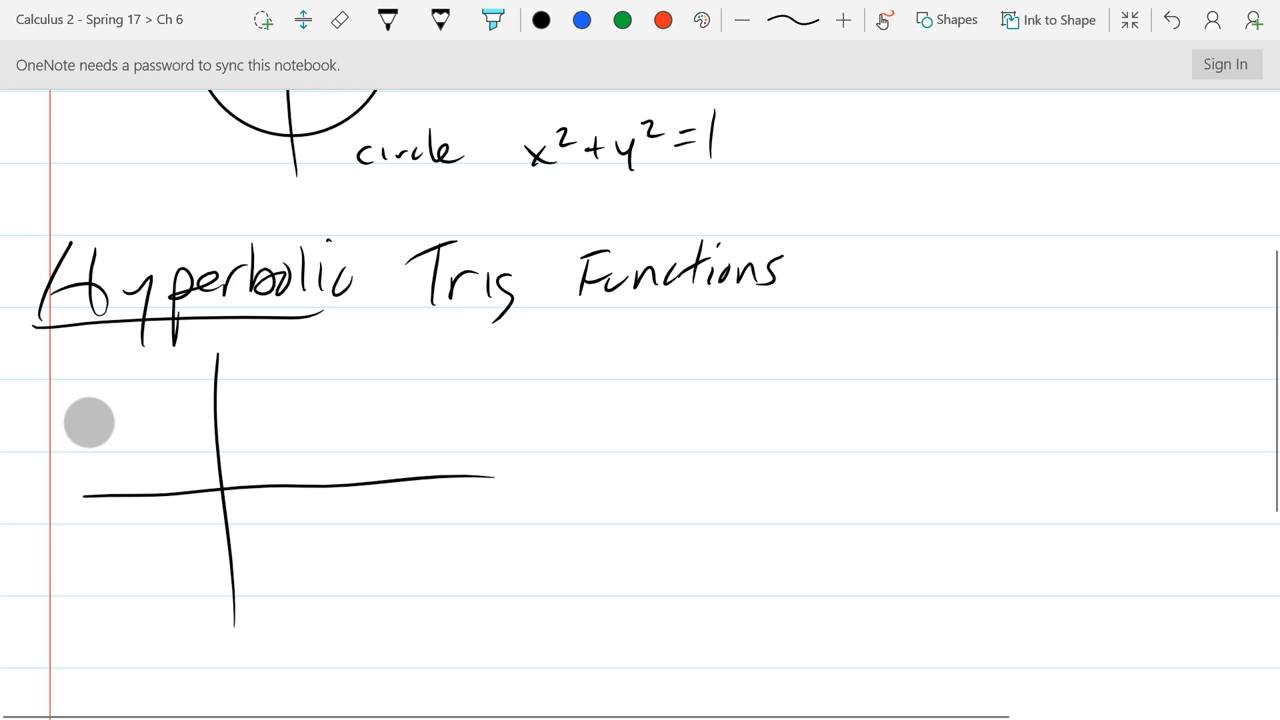 Calculus 2 - Spring 17 > Ch 6
Shapes
Ink to Shape
OneNote needs a password to sync this notebook.
Sign In
circle x²+y²=1
Hyperbolic Trig Functions